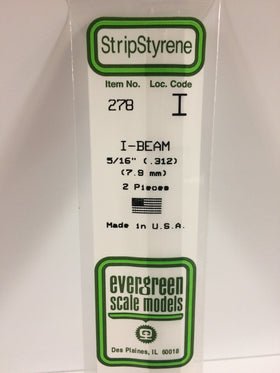 StripStyrene
Item No. Loc. Code
278 I
I-BEAM
5/16" (.312)
(7.9 mm)
2 Pieces
Made in U.S.A.
evergreen
scale models
Des Plaines, IL 60018